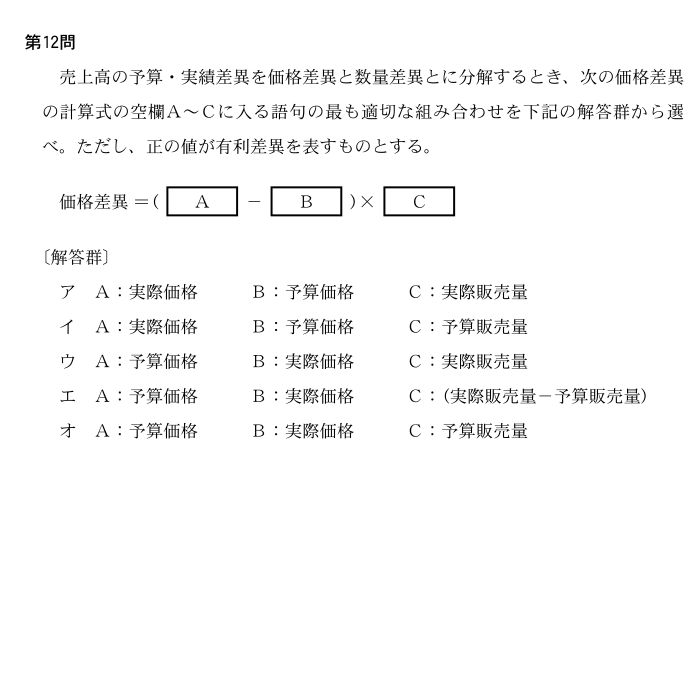 第12問
売上高の予算・実績差異を価格差異と数量差異とに分解するとき、次の価格差異
の計算式の空欄A〜Cに入る語句の最も適切な組み合わせを下記の解答群から選
べ。ただし、正の値が有利差異を表すものとする。
価格差異＝( A － B )× C
〔解答群〕
ア A：実際価格 B：予算価格 C：実際販売量
イ A：実際価格 B：予算価格 C：予算販売量
ウ A：予算価格 B：実際価格 C：実際販売量
エ A：予算価格 B：実際価格 C：(実際販売量－予算販売量)
オ A：予算価格 B：実際価格 C：予算販売量